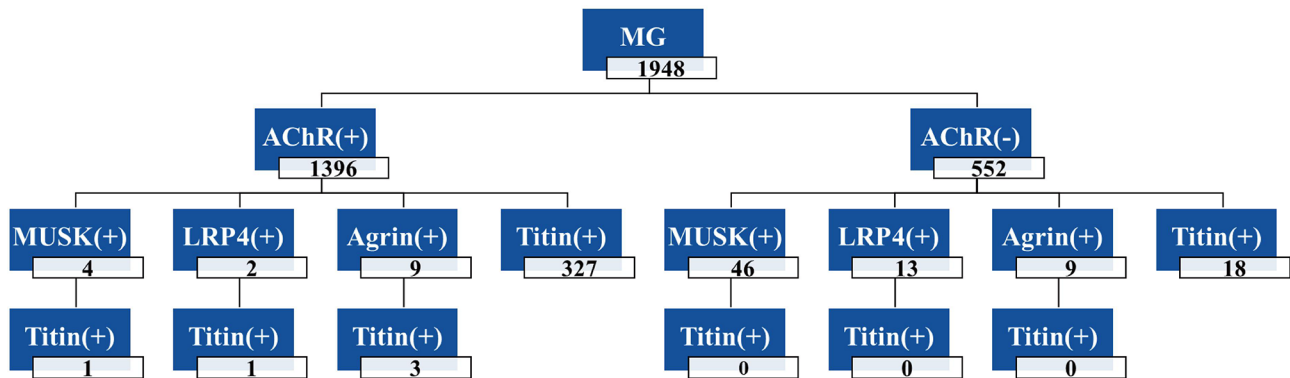 MG
1948
AChR(+)
1396
AChR(-)
552
MUSK(+)
4
LRP4(+)
2
Agrin(+)
9
Titin(+)
327
MUSK(+)
46
LRP4(+)
13
Agrin(+)
9
Titin(+)
18
Titin(+)
1
Titin(+)
1
Titin(+)
3
Titin(+)
0
Titin(+)
0
Titin(+)
0